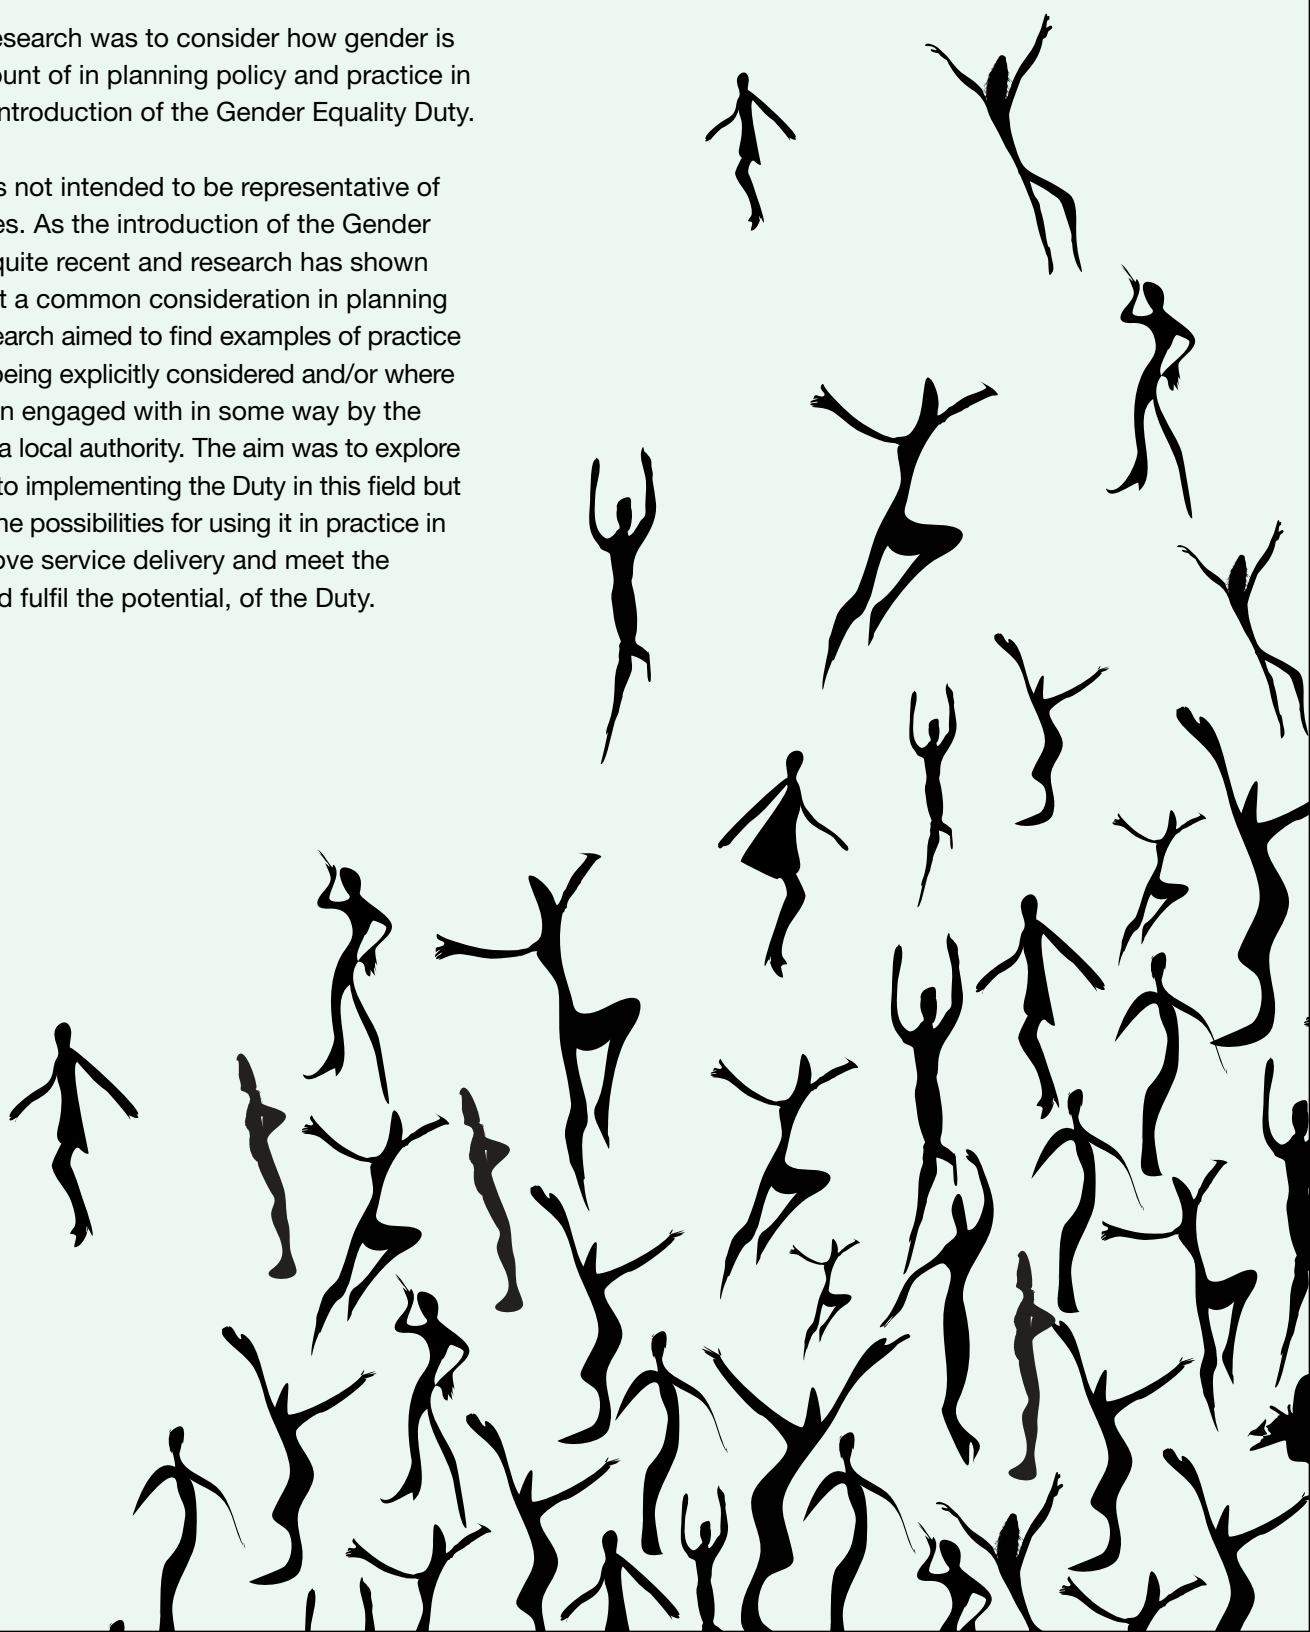 esearch was to consider how gender is
ount of in planning policy and practice in
ntroduction of the Gender Equality Duty.
s not intended to be representative of
es. As the introduction of the Gender
quite recent and research has shown
t a common consideration in planning
earch aimed to find examples of practice
being explicitly considered and/or where
n engaged with in some way by the
a local authority. The aim was to explore
to implementing the Duty in this field but
ne possibilities for using it in practice in
ove service delivery and meet the
d fulfil the potential, of the Duty.